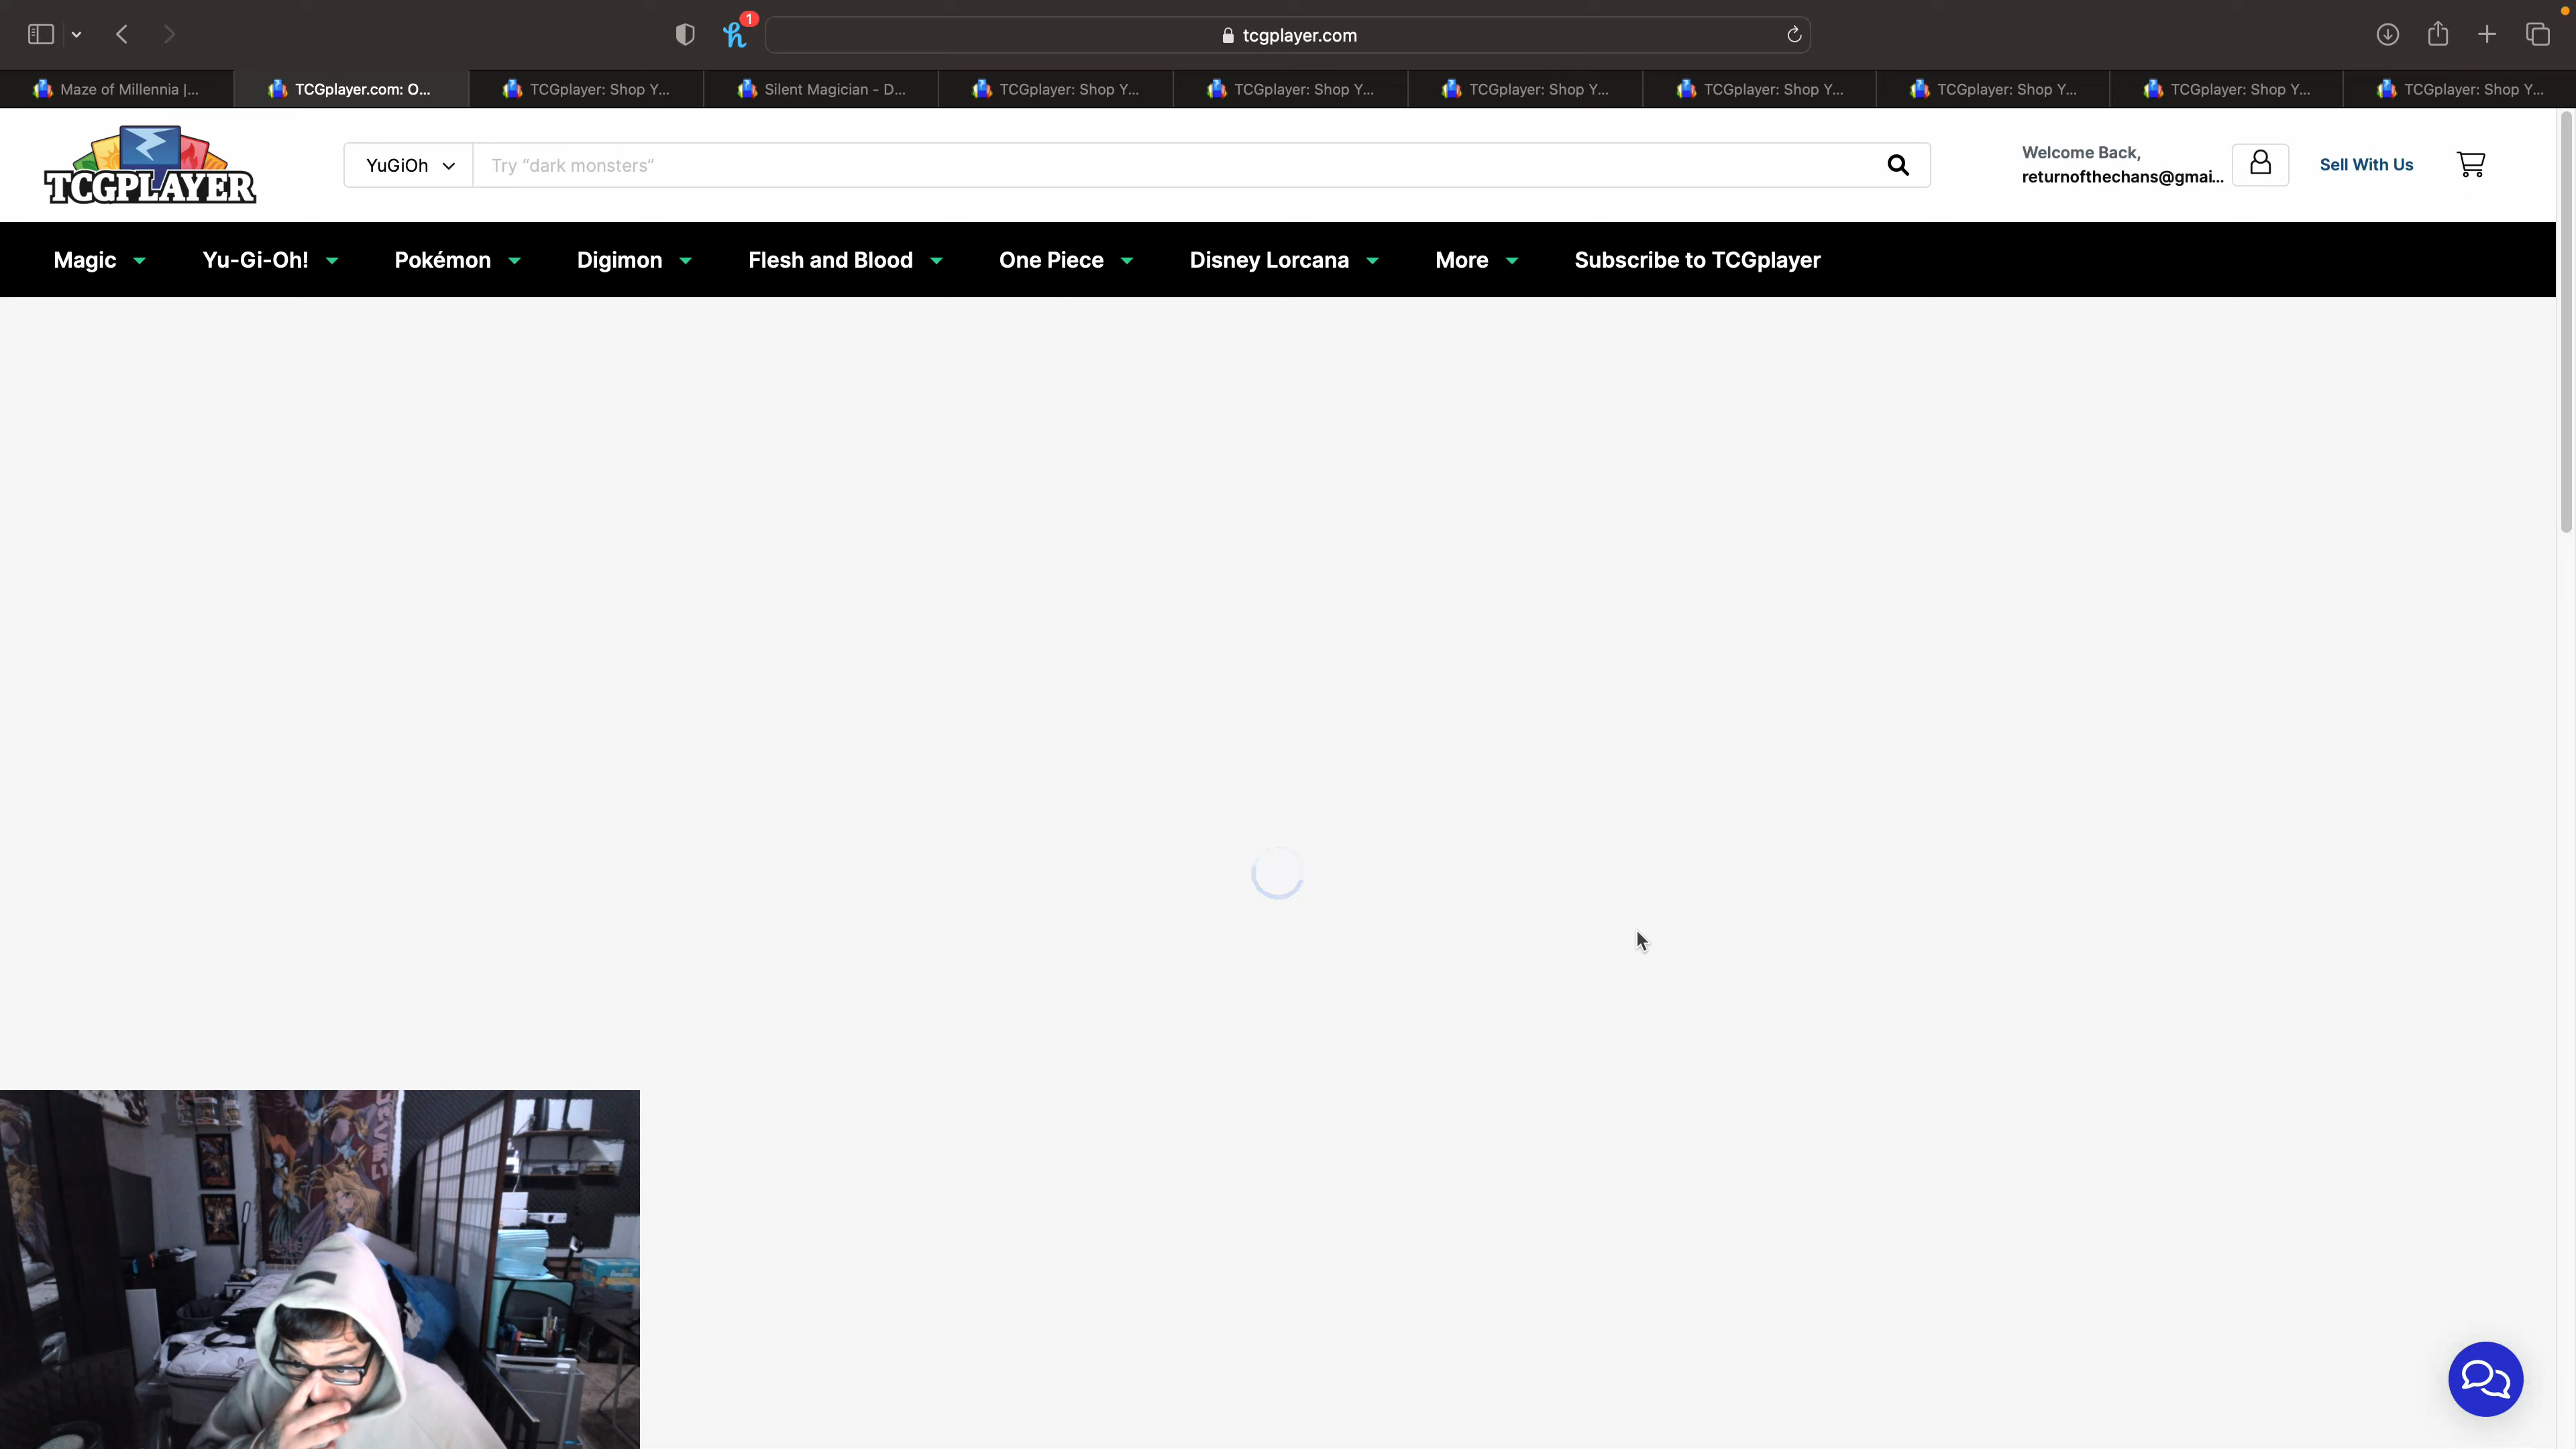 1
tcgplayer.com
Maze of Millennia |...
TCGplayer.com: O...
TCGplayer: Shop Y...
Silent Magician - D...
TCGplayer: Shop Y...
TCGplayer: Shop Y...
TCGplayer: Shop Y...
TCGplayer: Shop Y...
TCGplayer: Shop Y...
TCGplayer: Shop Y...
TCGplayer: Shop Y...
TCGPLAYER
YuGiOh
Try “dark monsters”
Welcome Back,
returnofthechans@gmai...
Sell With Us
Magic
Yu-Gi-Oh!
Pokémon
Digimon
Flesh and Blood
One Piece
Disney Lorcana
More
Subscribe to TCGplayer